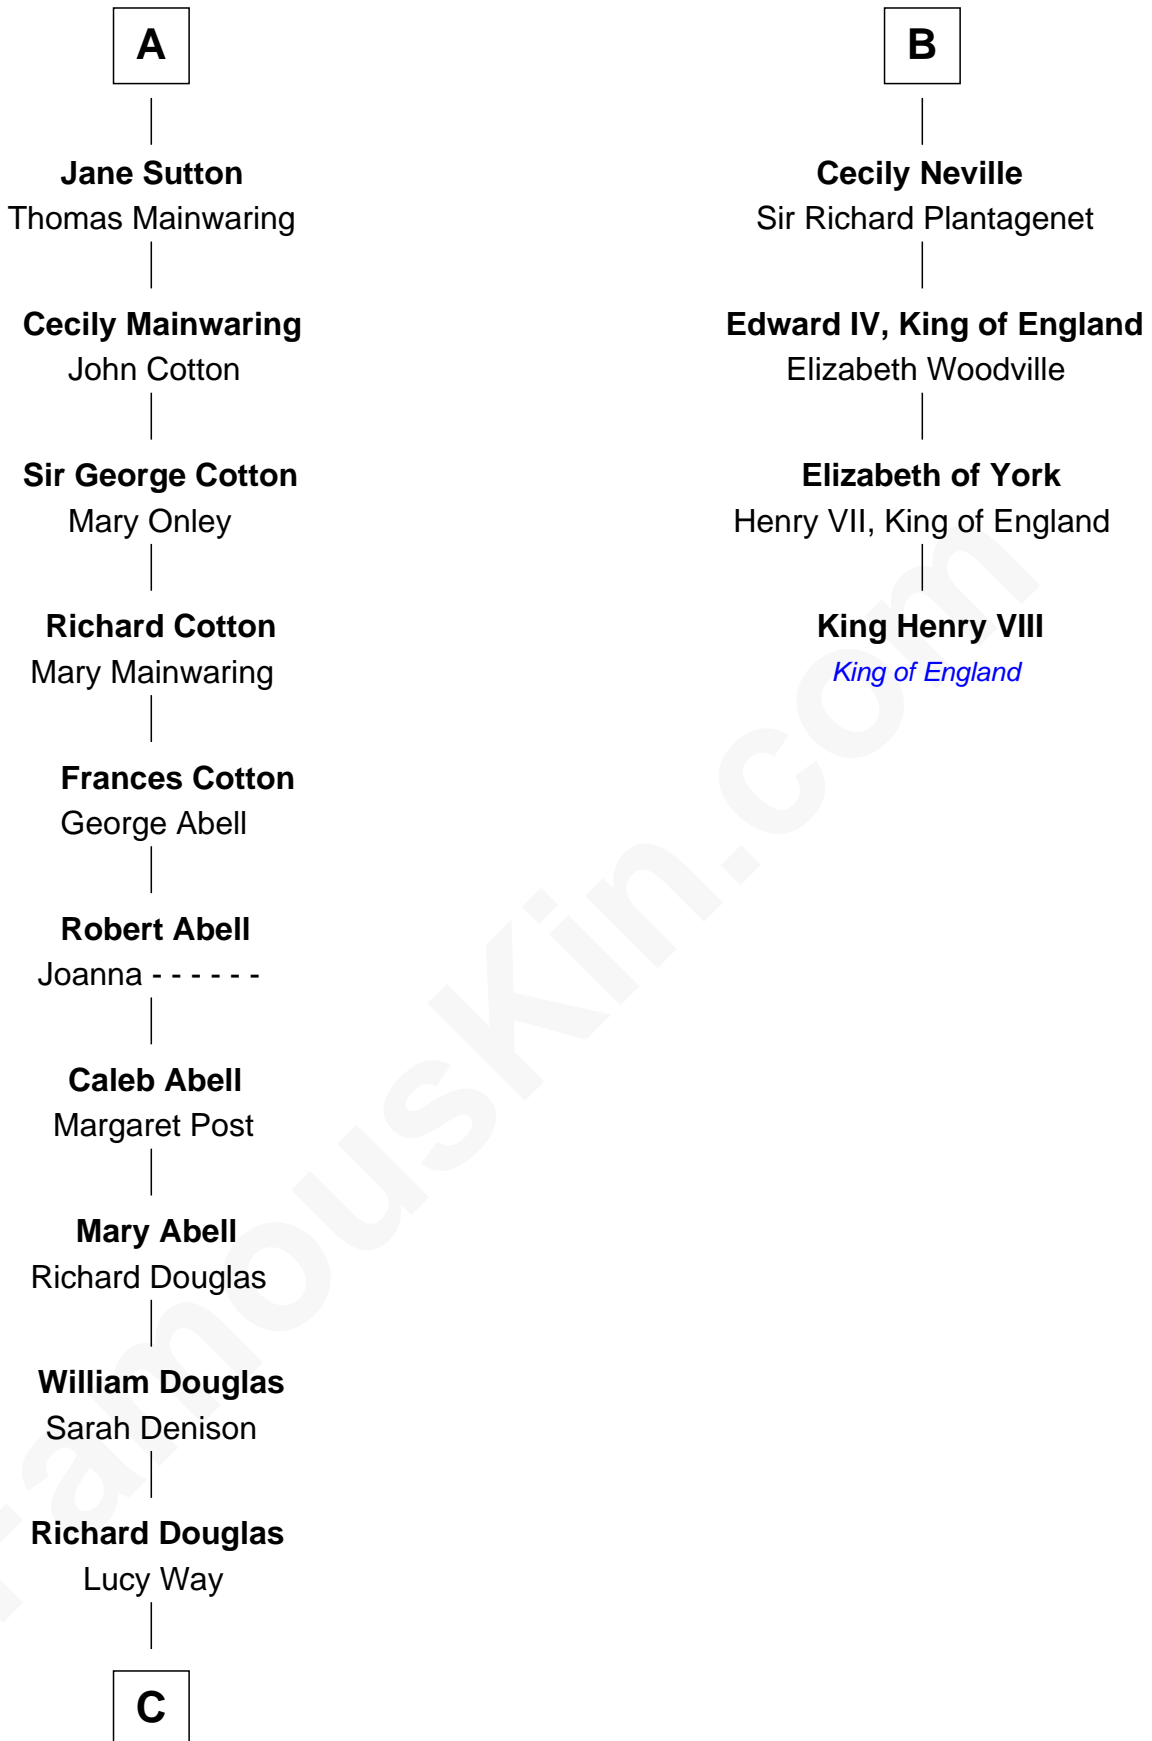 A
Jane Sutton
Thomas Mainwaring
Cecily Mainwaring
John Cotton
Sir George Cotton
Mary Onley
Richard Cotton
Mary Mainwaring
Frances Cotton
George Abell
Robert Abell
Joanna - - - - - -
Caleb Abell
Margaret Post
Mary Abell
Richard Douglas
William Douglas
Sarah Denison
Richard Douglas
Lucy Way
C
B
Cecily Neville
Sir Richard Plantagenet
Edward IV, King of England
Elizabeth Woodville
Elizabeth of York
Henry VII, King of England
King Henry VIII
King of England
FamousKin.com